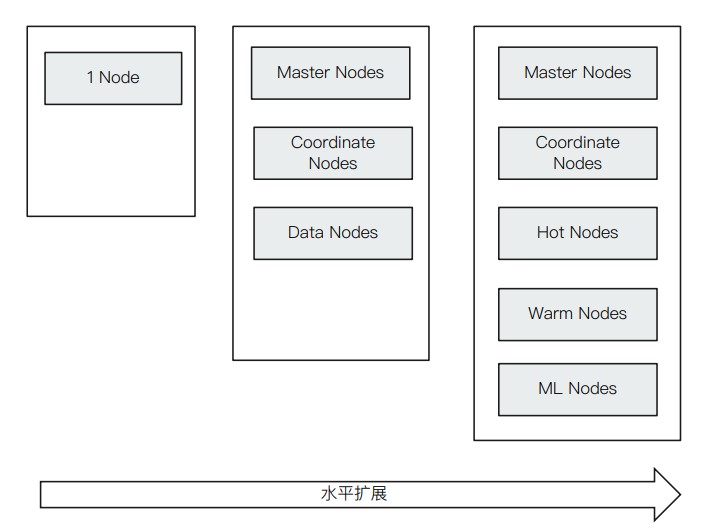 1 Node
Master Nodes
Coordinate
Nodes
Data Nodes
Master Nodes
Coordinate
Nodes
Hot Nodes
Warm Nodes
ML Nodes
水平扩展